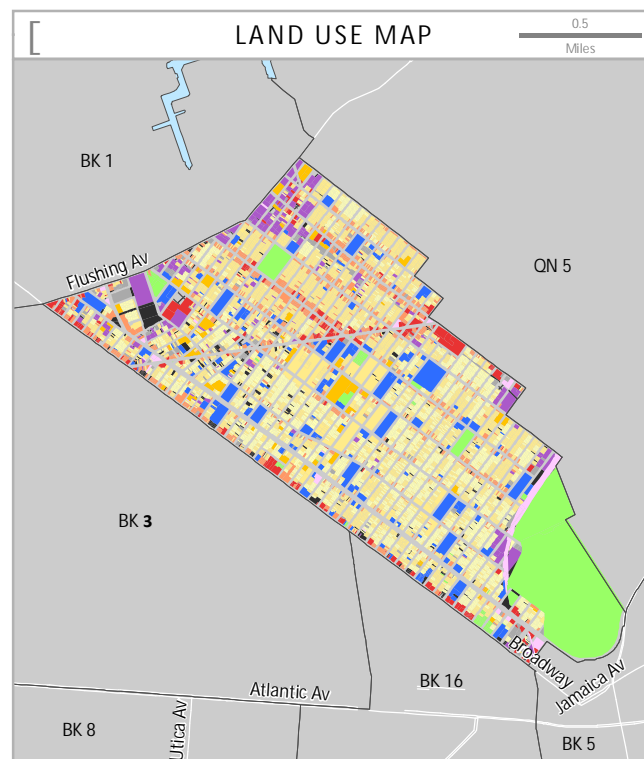 [ LAND USE MAP
0.5
Miles
BK 1
QN 5
Flushing Av
BK 3
Broadway
Jamaica Av
BK 16
Atlantic Av
Utica Av
BK 8
BK 5